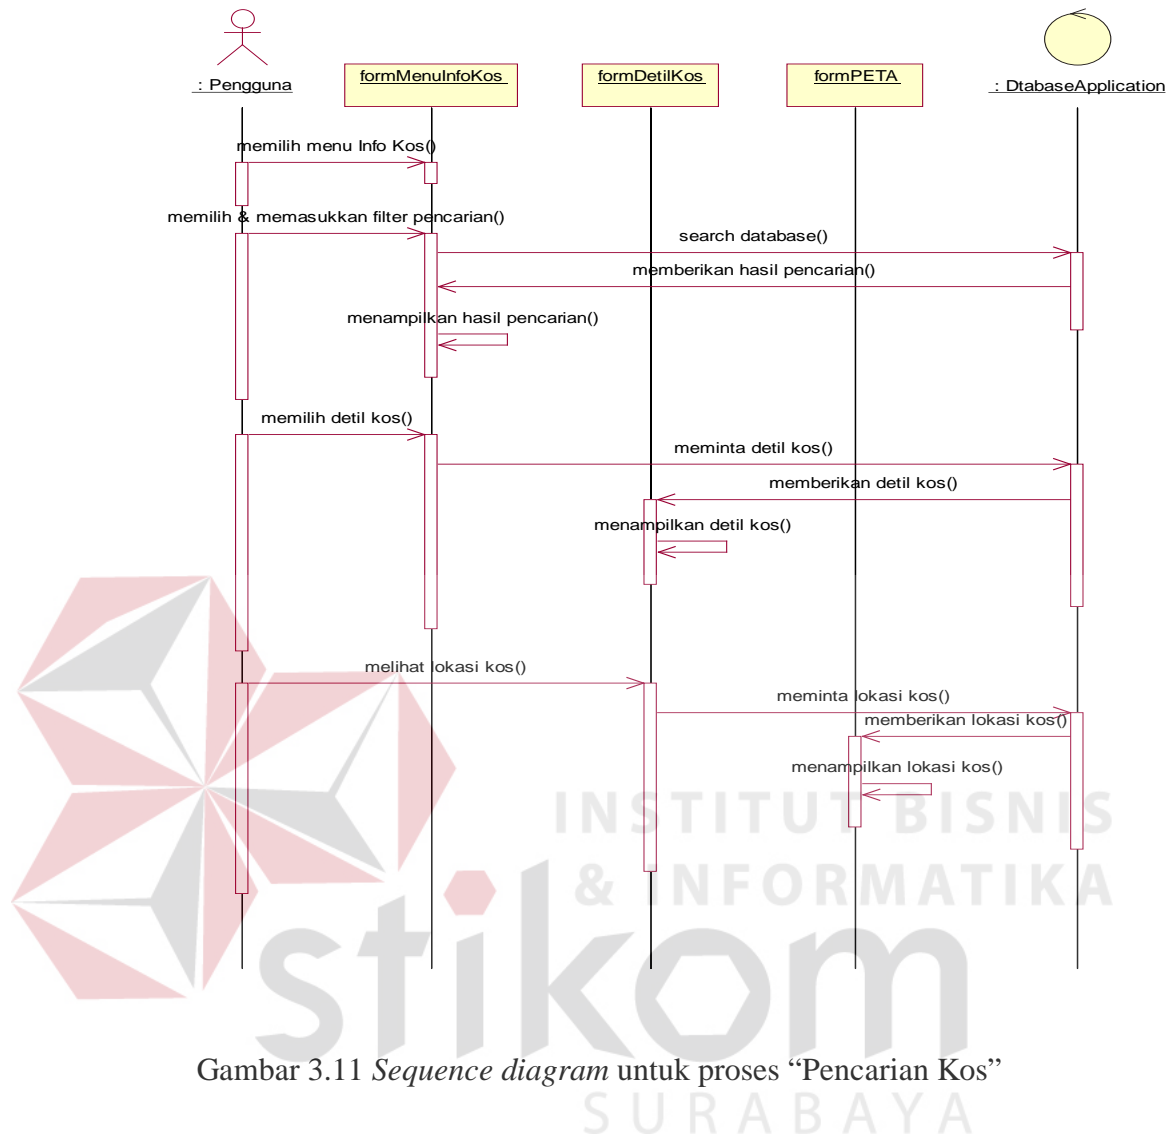 : Pengguna
formMenuInfoKos
formDetilKos
formPETA
: DtabaseApplication
memilih menu Info Kos()
memilih & memasukkan filter pencarian()
search database()
memberikan hasil pencarian()
menampilkan hasil pencarian()
memilih detil kos()
meminta detil kos()
memberikan detil kos()
menampilkan detil kos()
melihat lokasi kos()
meminta lokasi kos()
memberikan lokasi kos()
menampilkan lokasi kos()
INSTITUT BISNIS
& INFORMATIKA
stikom
Gambar 3.11 Sequence diagram untuk proses “Pencarian Kos”
SURABAYA